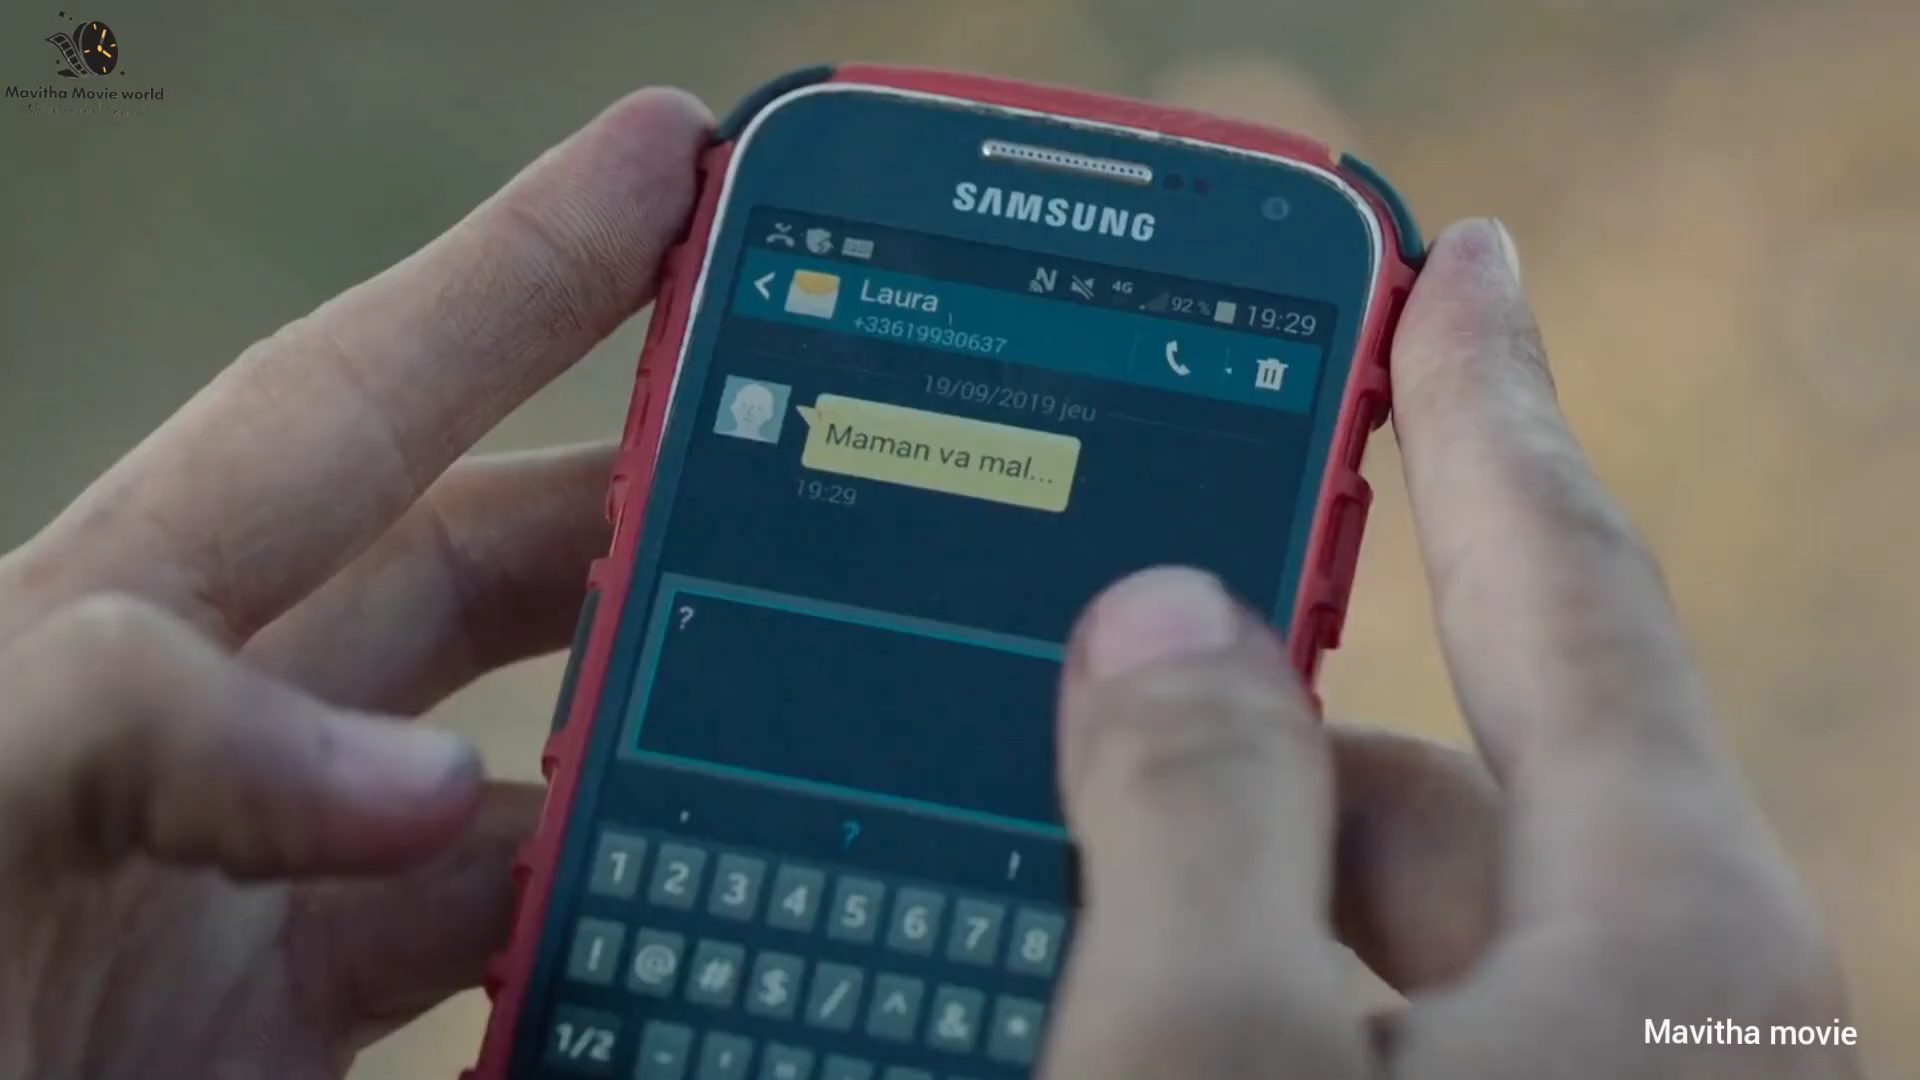 Mavitha Movie world
SAMSUNG
4G 92 % 19:29
Laura
+33619930637
19/09/2019 jeu
Maman va mal...
19:29
?
, ? !
1 2 3 4 5 6 7 8
! @ # $ / ^ & *
1/2
Mavitha movie